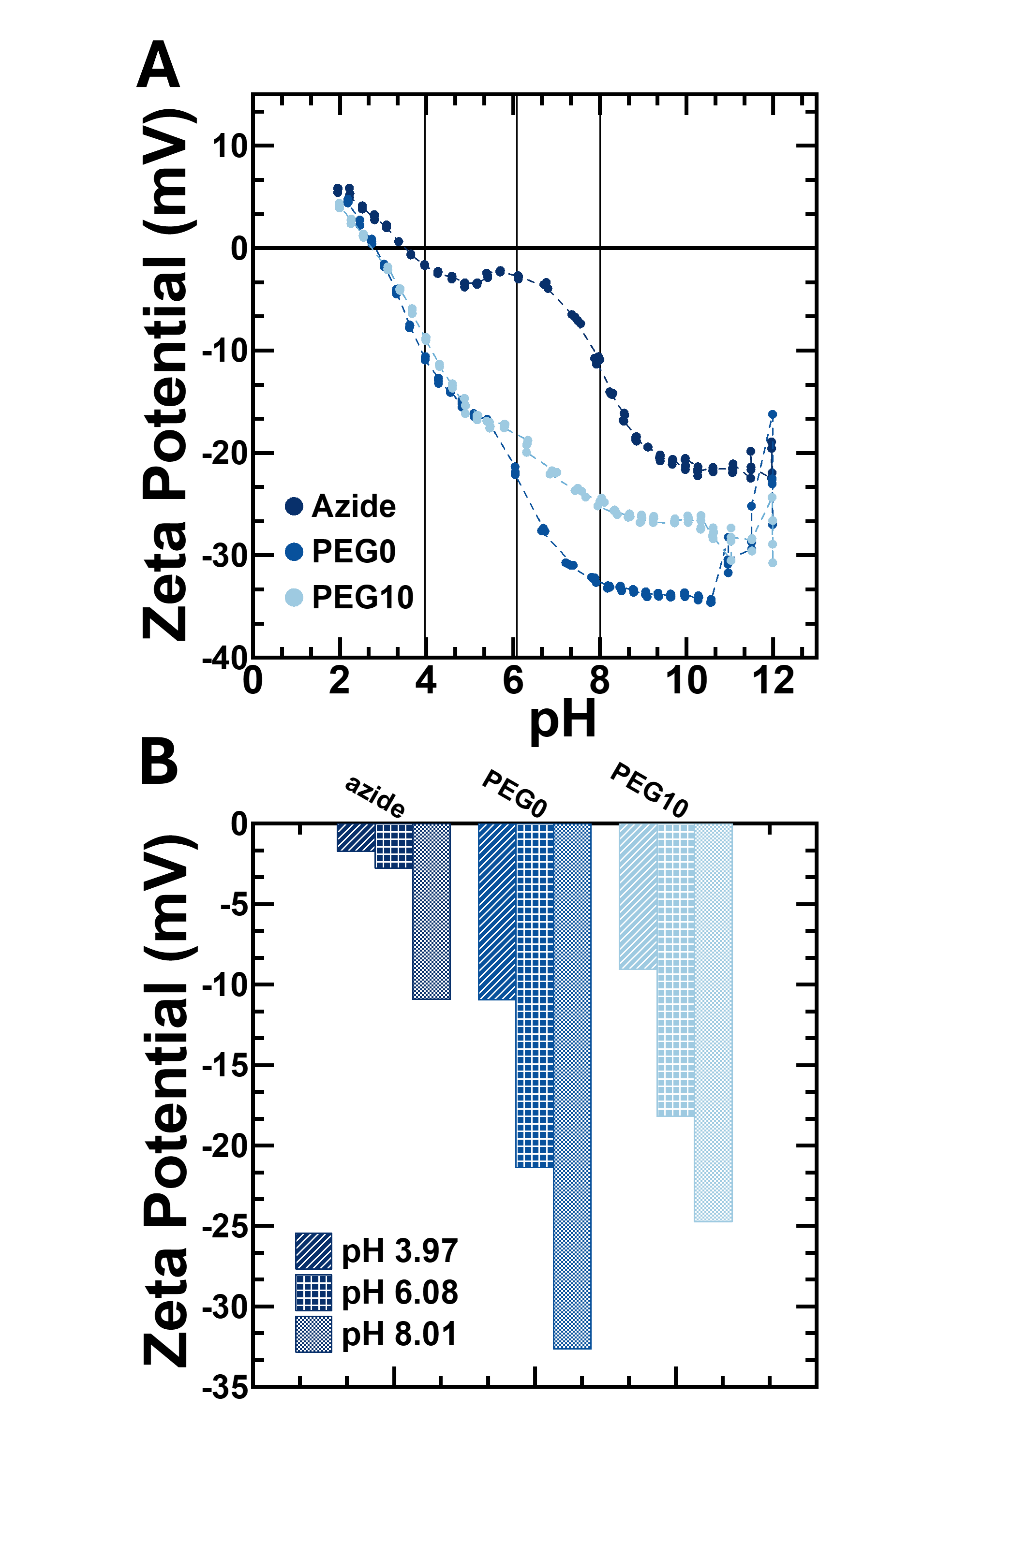 A
Zeta Potential (mV)
10
0
-10
-20
-30
-40
Azide
PEG0
PEG10
0 2 4 6 8 10 12
pH
B
azide PEG0 PEG10
Zeta Potential (mV)
0
-5
-10
-15
-20
-25
-30
-35
pH 3.97
pH 6.08
pH 8.01